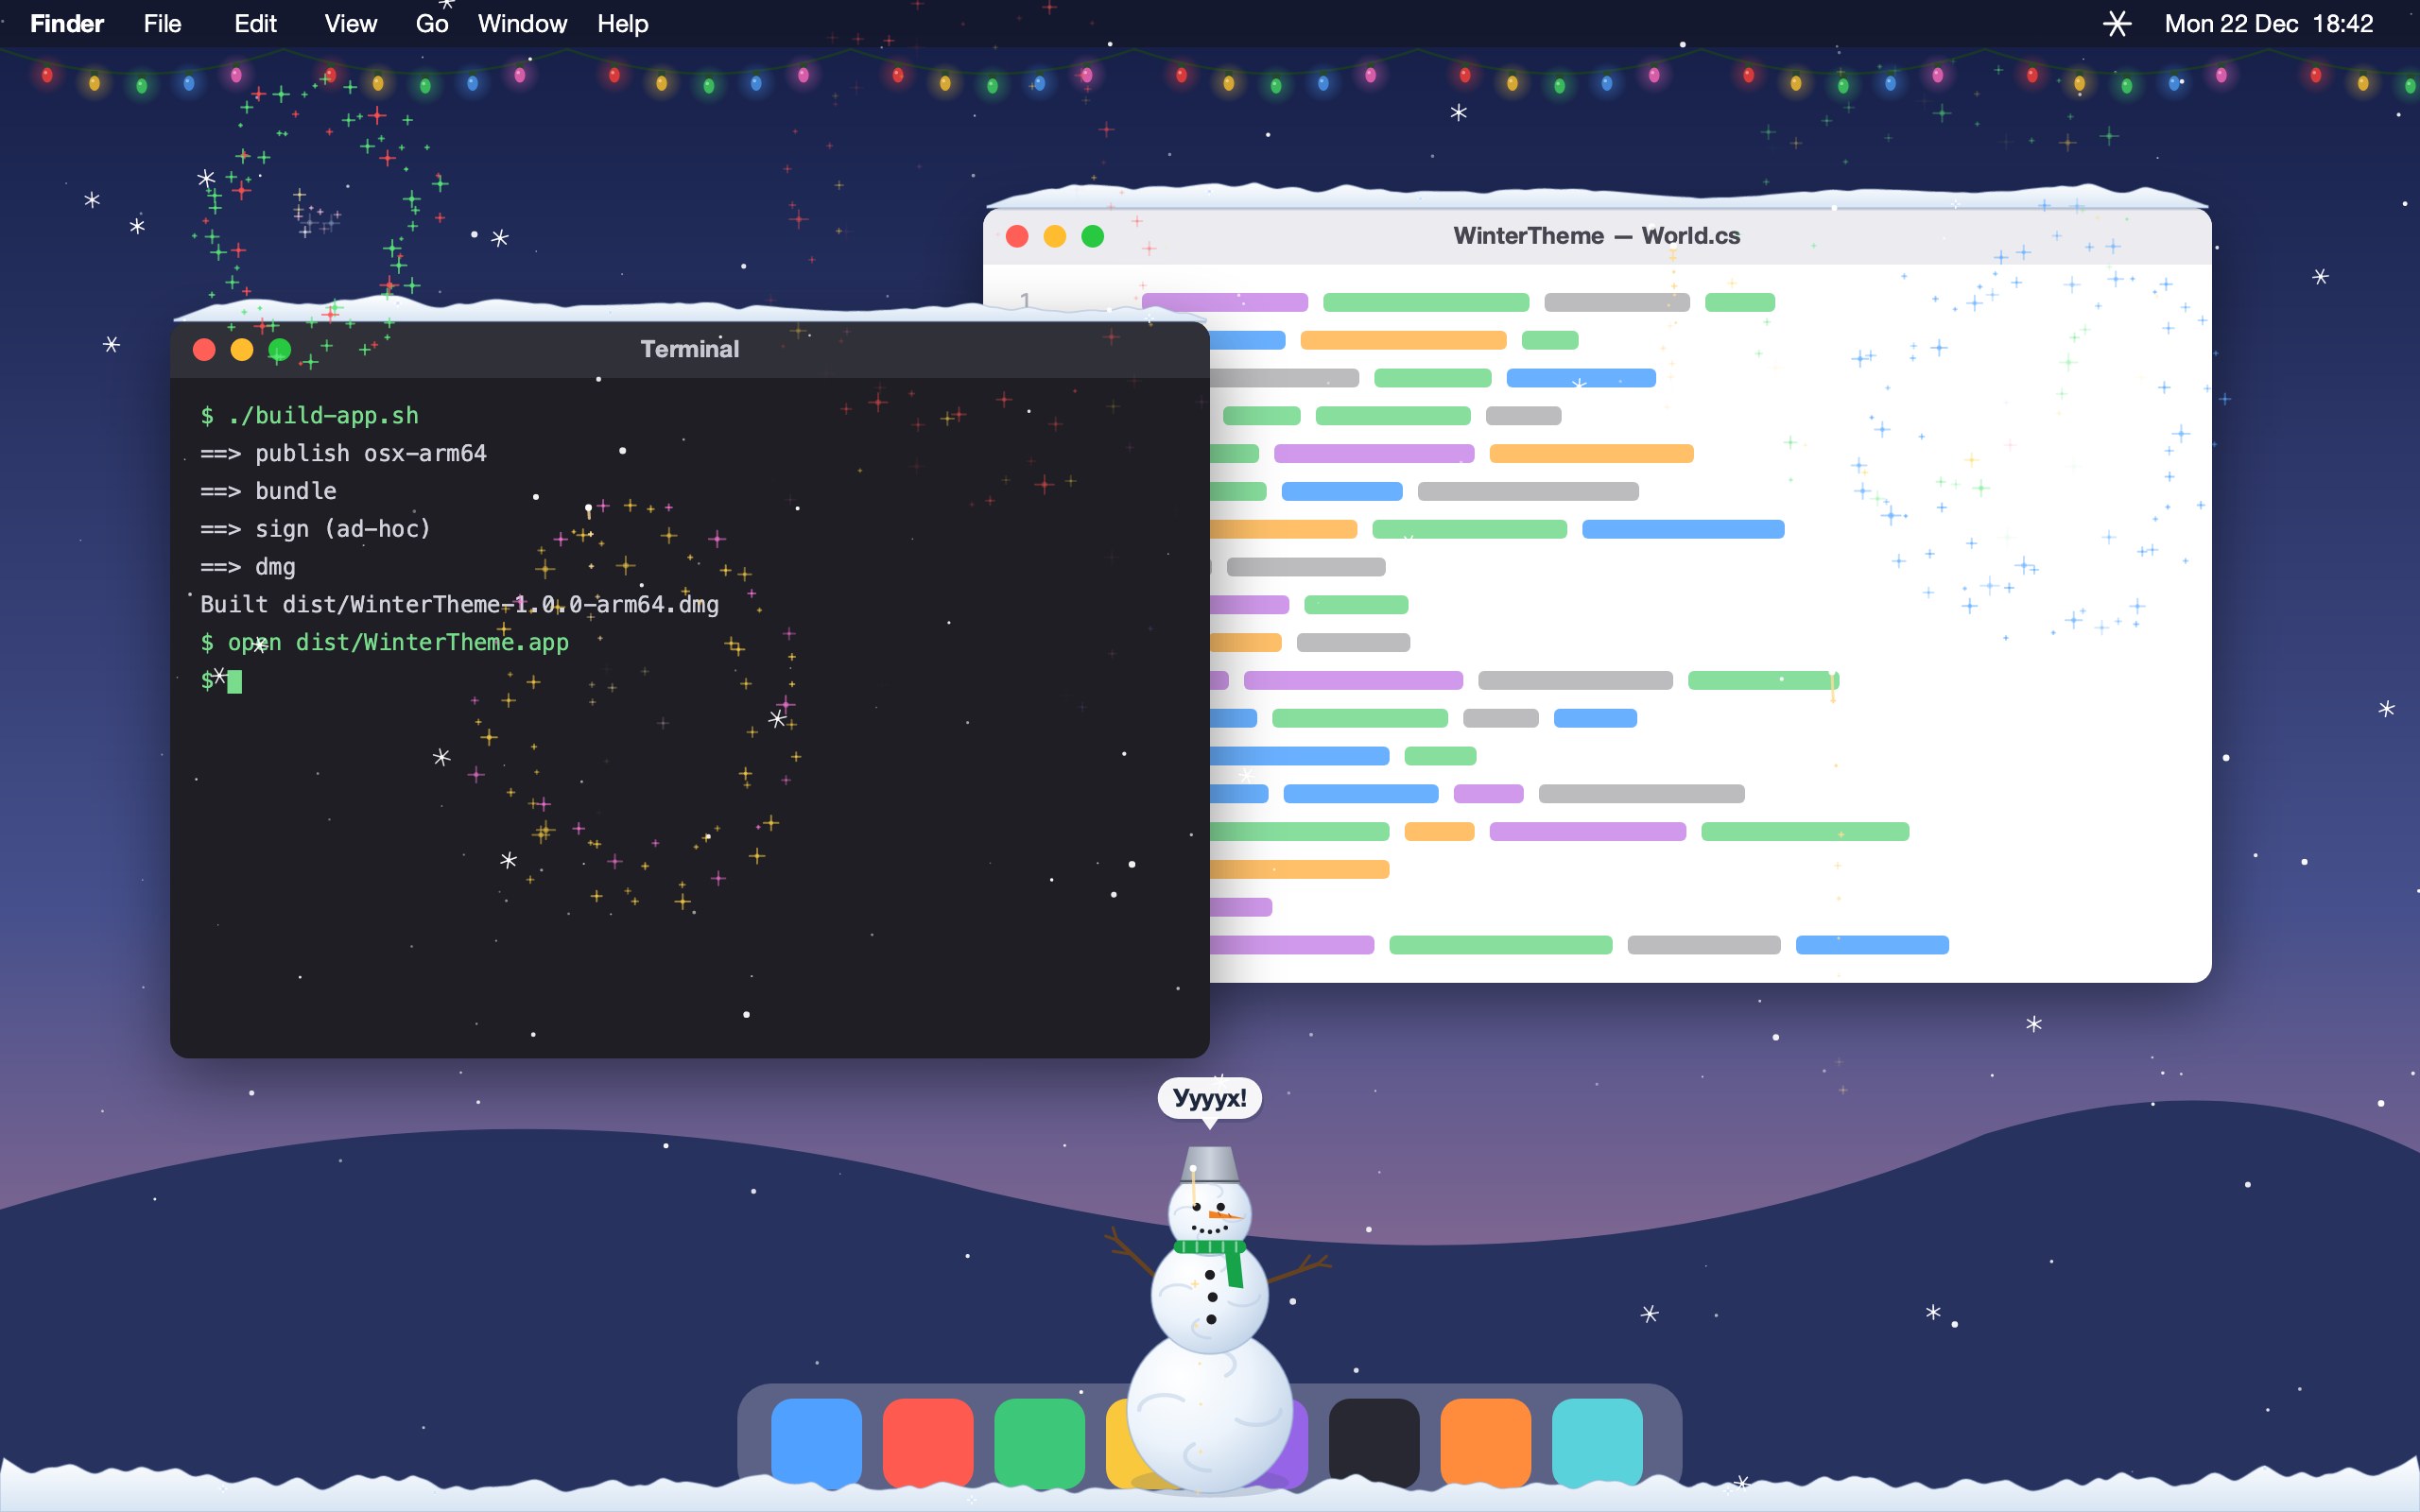 Finder File Edit View Go Window Help Mon 22 Dec 18:42
WinterTheme — World.cs
1
Terminal
$ ./build-app.sh
==> publish osx-arm64
==> bundle
==> sign (ad-hoc)
==> dmg
Built dist/WinterTheme-1.0.0-arm64.dmg
$ open dist/WinterTheme.app
$
Уууух!